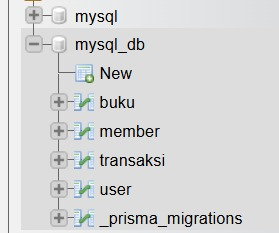 mysql
mysql_db
New
buku
member
transaksi
user
_prisma_migrations